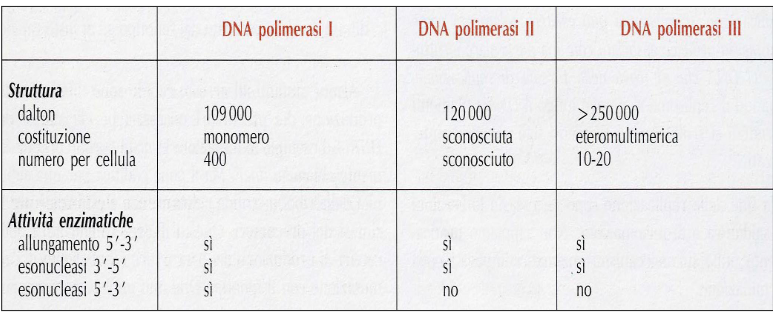 DNA polimerasi I DNA polimerasi II DNA polimerasi III
Struttura
dalton 109 000 120 000 >250 000
costituzione monomero sconosciuta eteromultimerica
numero per cellula 400 sconosciuto 10-20
Attività enzimatiche
allungamento 5′-3′ sì sì sì
esonucleasi 3′-5′ sì sì sì
esonucleasi 5′-3′ sì no no